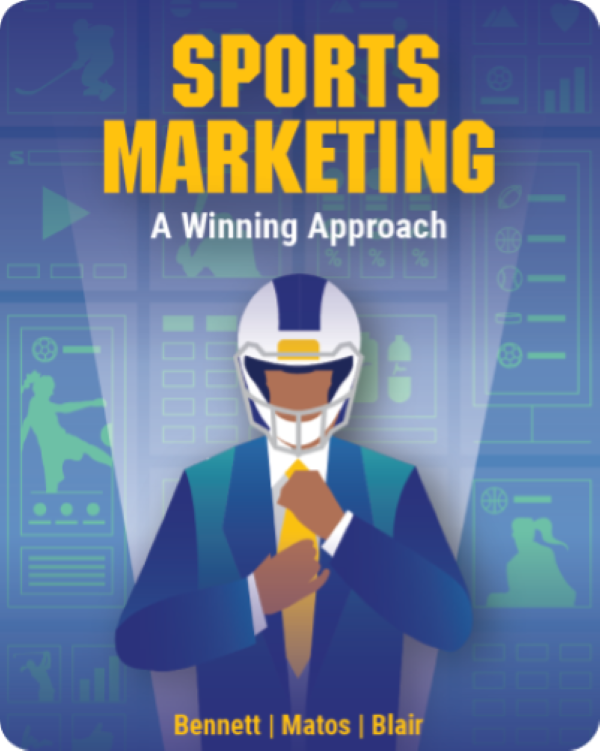 SPORTS
MARKETING
A Winning Approach
% % %
Bennett | Matos | Blair